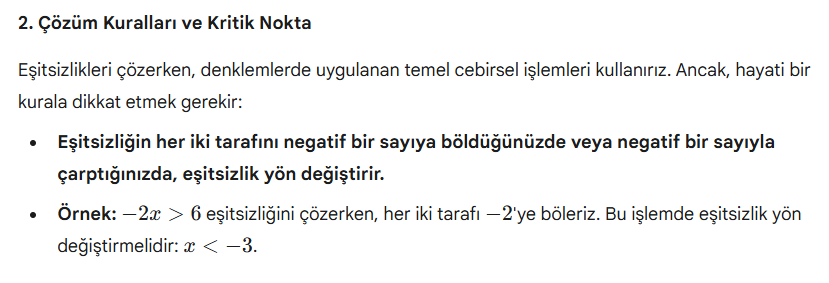 2. Çözüm Kuralları ve Kritik Nokta
Eşitsizlikleri çözerken, denklemlerde uygulanan temel cebirsel işlemleri kullanırız. Ancak, hayati bir
kurala dikkat etmek gerekir:
• Eşitsizliğin her iki tarafını negatif bir sayıya böldüğünüzde veya negatif bir sayıyla
çarptığınızda, eşitsizlik yön değiştirir.
• Örnek: −2x > 6 eşitsizliğini çözerken, her iki tarafı −2'ye böleriz. Bu işlemde eşitsizlik yön
değiştirmelidir: x < −3.